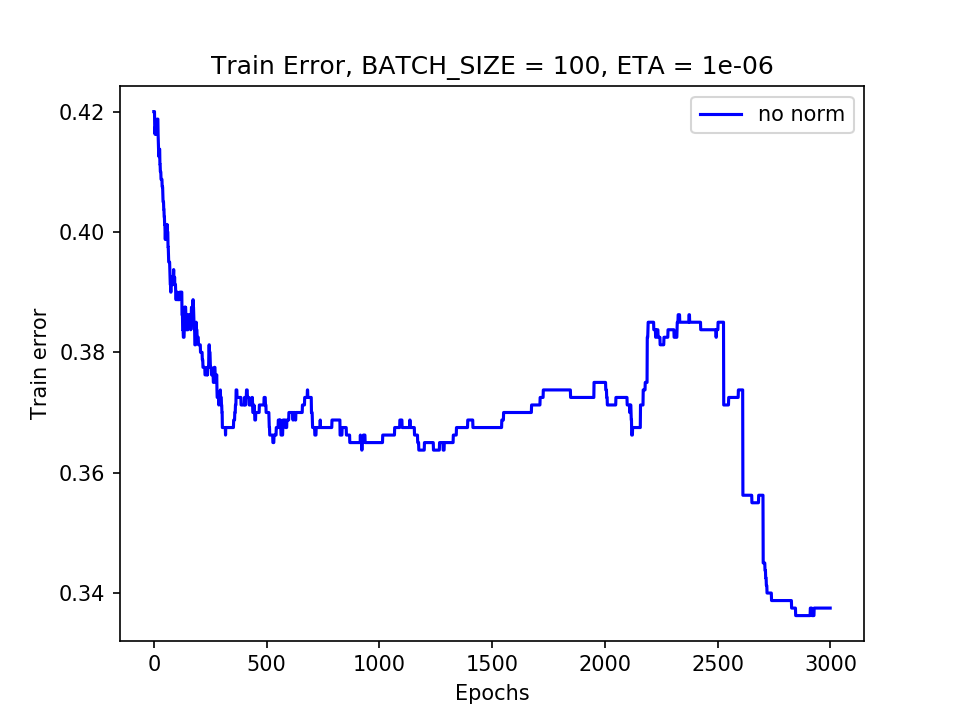 Train Error, BATCH_SIZE = 100, ETA = 1e-06
no norm
0.42
0.40
0.38
0.36
0.34
Train error
0 500 1000 1500 2000 2500 3000
Epochs